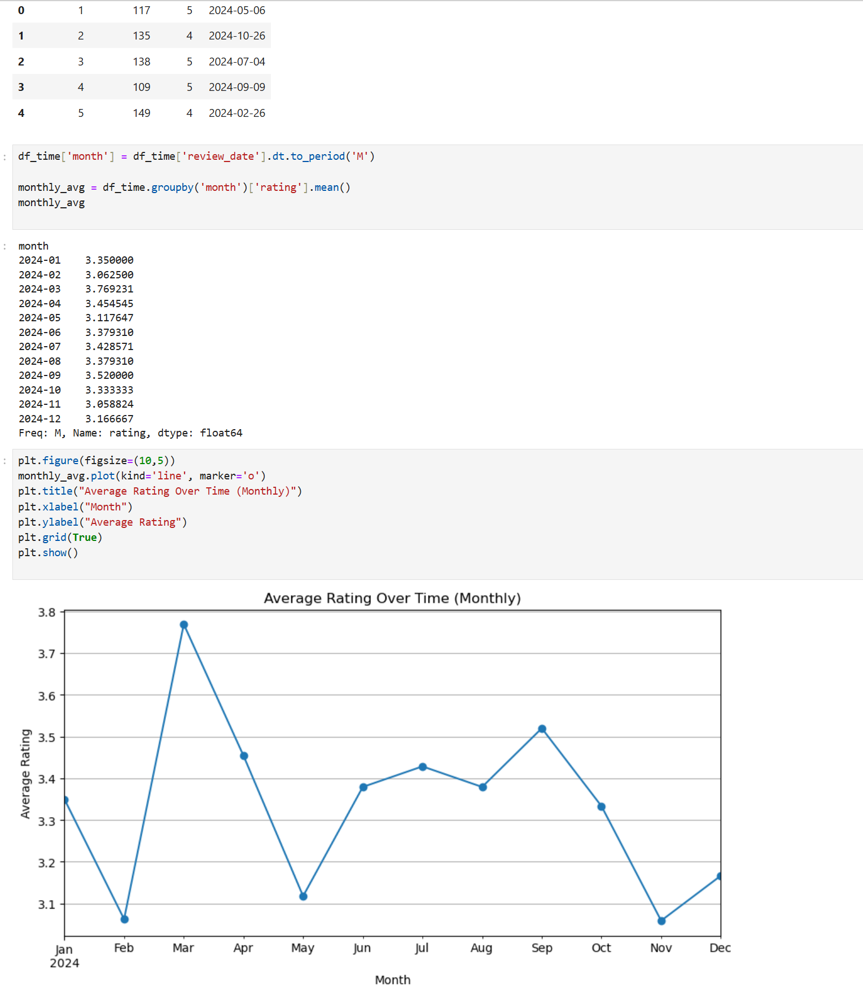 0 1 117 5 2024-05-06
1 2 135 4 2024-10-26
2 3 138 5 2024-07-04
3 4 109 5 2024-09-09
4 5 149 4 2024-02-26
: df_time['month'] = df_time['review_date'].dt.to_period('M')
monthly_avg = df_time.groupby('month')['rating'].mean()
monthly_avg
: month
2024-01 3.350000
2024-02 3.062500
2024-03 3.769231
2024-04 3.454545
2024-05 3.117647
2024-06 3.379310
2024-07 3.428571
2024-08 3.379310
2024-09 3.520000
2024-10 3.333333
2024-11 3.058824
2024-12 3.166667
Freq: M, Name: rating, dtype: float64
: plt.figure(figsize=(10,5))
monthly_avg.plot(kind='line', marker='o')
plt.title("Average Rating Over Time (Monthly)")
plt.xlabel("Month")
plt.ylabel("Average Rating")
plt.grid(True)
plt.show()
Average Rating Over Time (Monthly)
3.8
3.7
3.6
3.5
3.4
3.3
3.2
3.1
Average Rating
Jan Feb Mar Apr May Jun Jul Aug Sep Oct Nov Dec
2024
Month